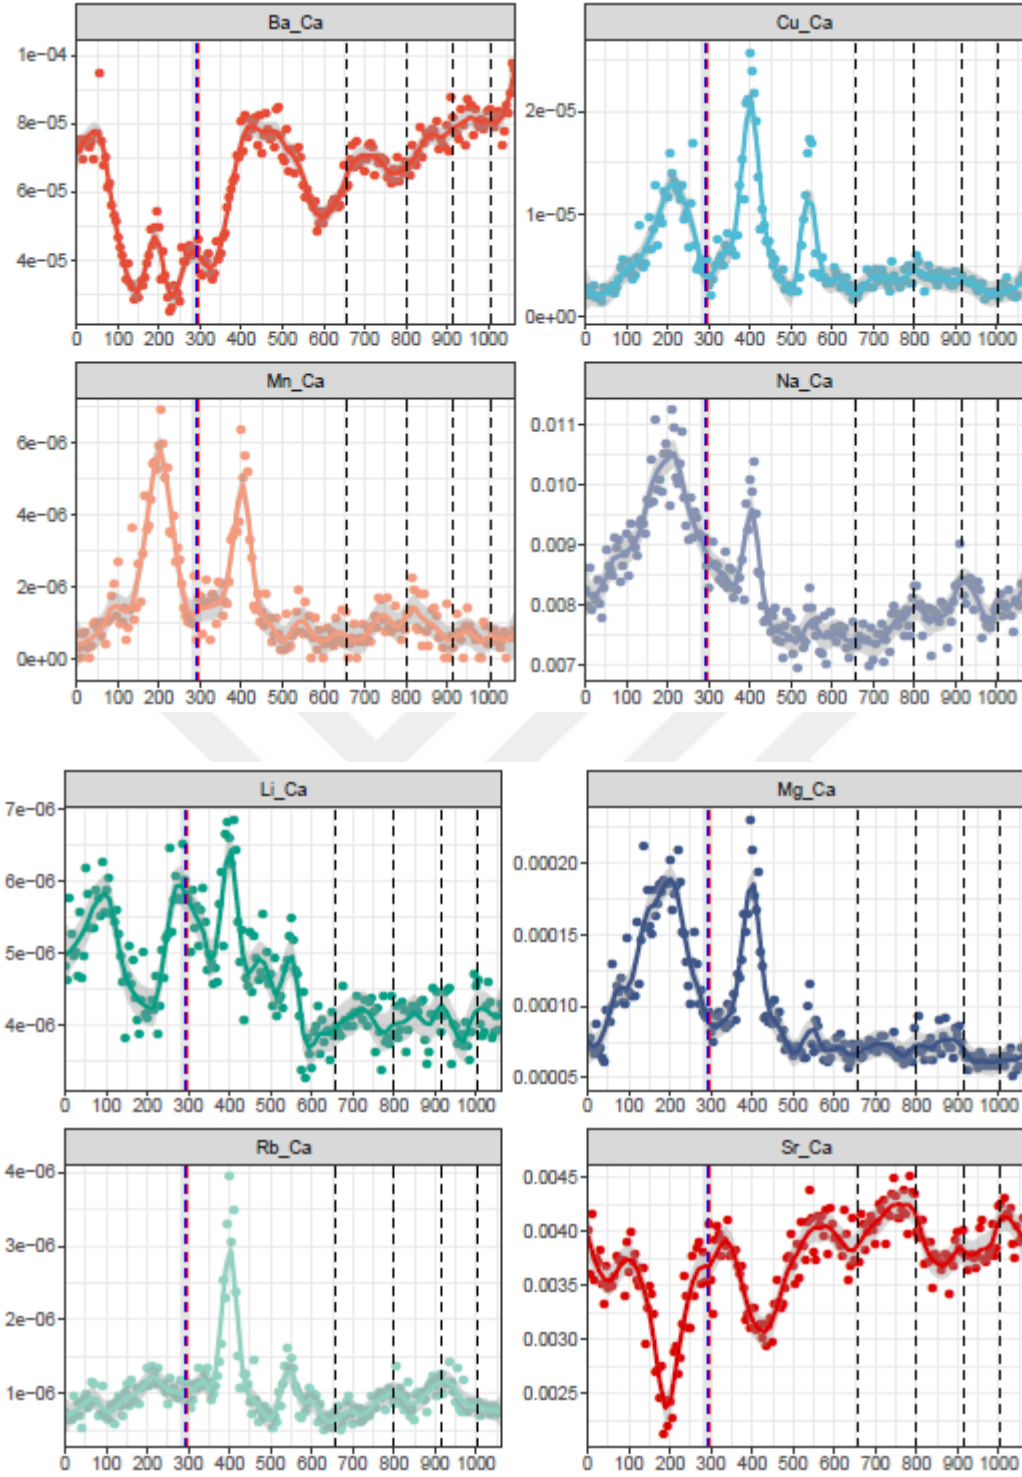 Ba_Ca Cu_Ca
1e-04
8e-05
6e-05
4e-05
2e-05
1e-05
0e+00
0 100 200 300 400 500 600 700 800 900 1000 0 100 200 300 400 500 600 700 800 900 1000
Mn_Ca Na_Ca
6e-06
4e-06
2e-06
0e+00
0.011
0.010
0.009
0.008
0.007
0 100 200 300 400 500 600 700 800 900 1000 0 100 200 300 400 500 600 700 800 900 1000
Li_Ca Mg_Ca
7e-06
6e-06
5e-06
4e-06
0.00020
0.00015
0.00010
0.00005
0 100 200 300 400 500 600 700 800 900 1000 0 100 200 300 400 500 600 700 800 900 1000
Rb_Ca Sr_Ca
4e-06
3e-06
2e-06
1e-06
0.0045
0.0040
0.0035
0.0030
0.0025
0 100 200 300 400 500 600 700 800 900 1000 0 100 200 300 400 500 600 700 800 900 1000